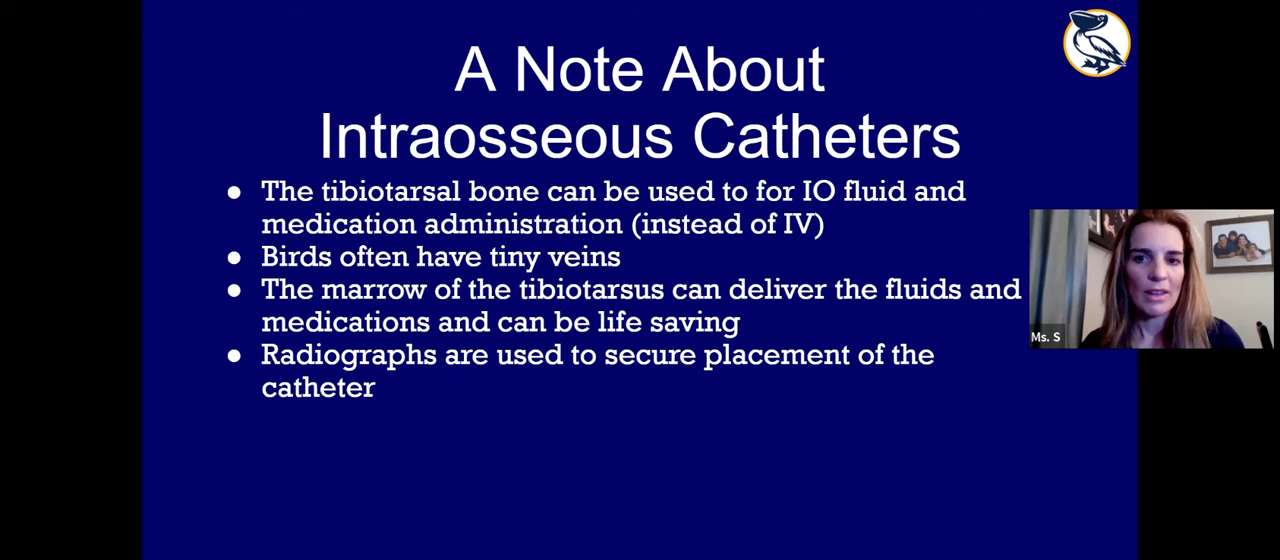 A Note About
Intraosseous Catheters
● The tibiotarsal bone can be used to for IO fluid and
medication administration (instead of IV)
● Birds often have tiny veins
● The marrow of the tibiotarsus can deliver the fluids and
medications and can be life saving
● Radiographs are used to secure placement of the
catheter
Ms. S